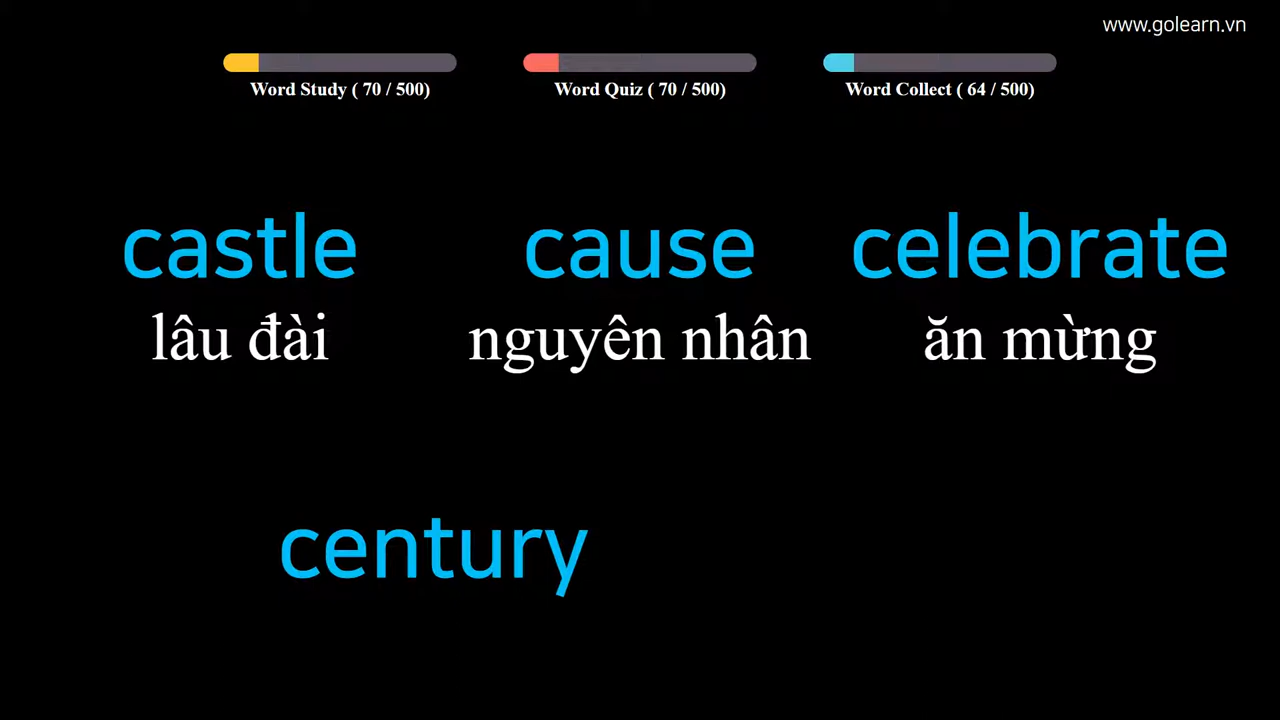 www.golearn.vn
Word Study ( 70 / 500)
Word Quiz ( 70 / 500)
Word Collect ( 64 / 500)
castle
cause
celebrate
lâu đài
nguyên nhân
ăn mừng
century